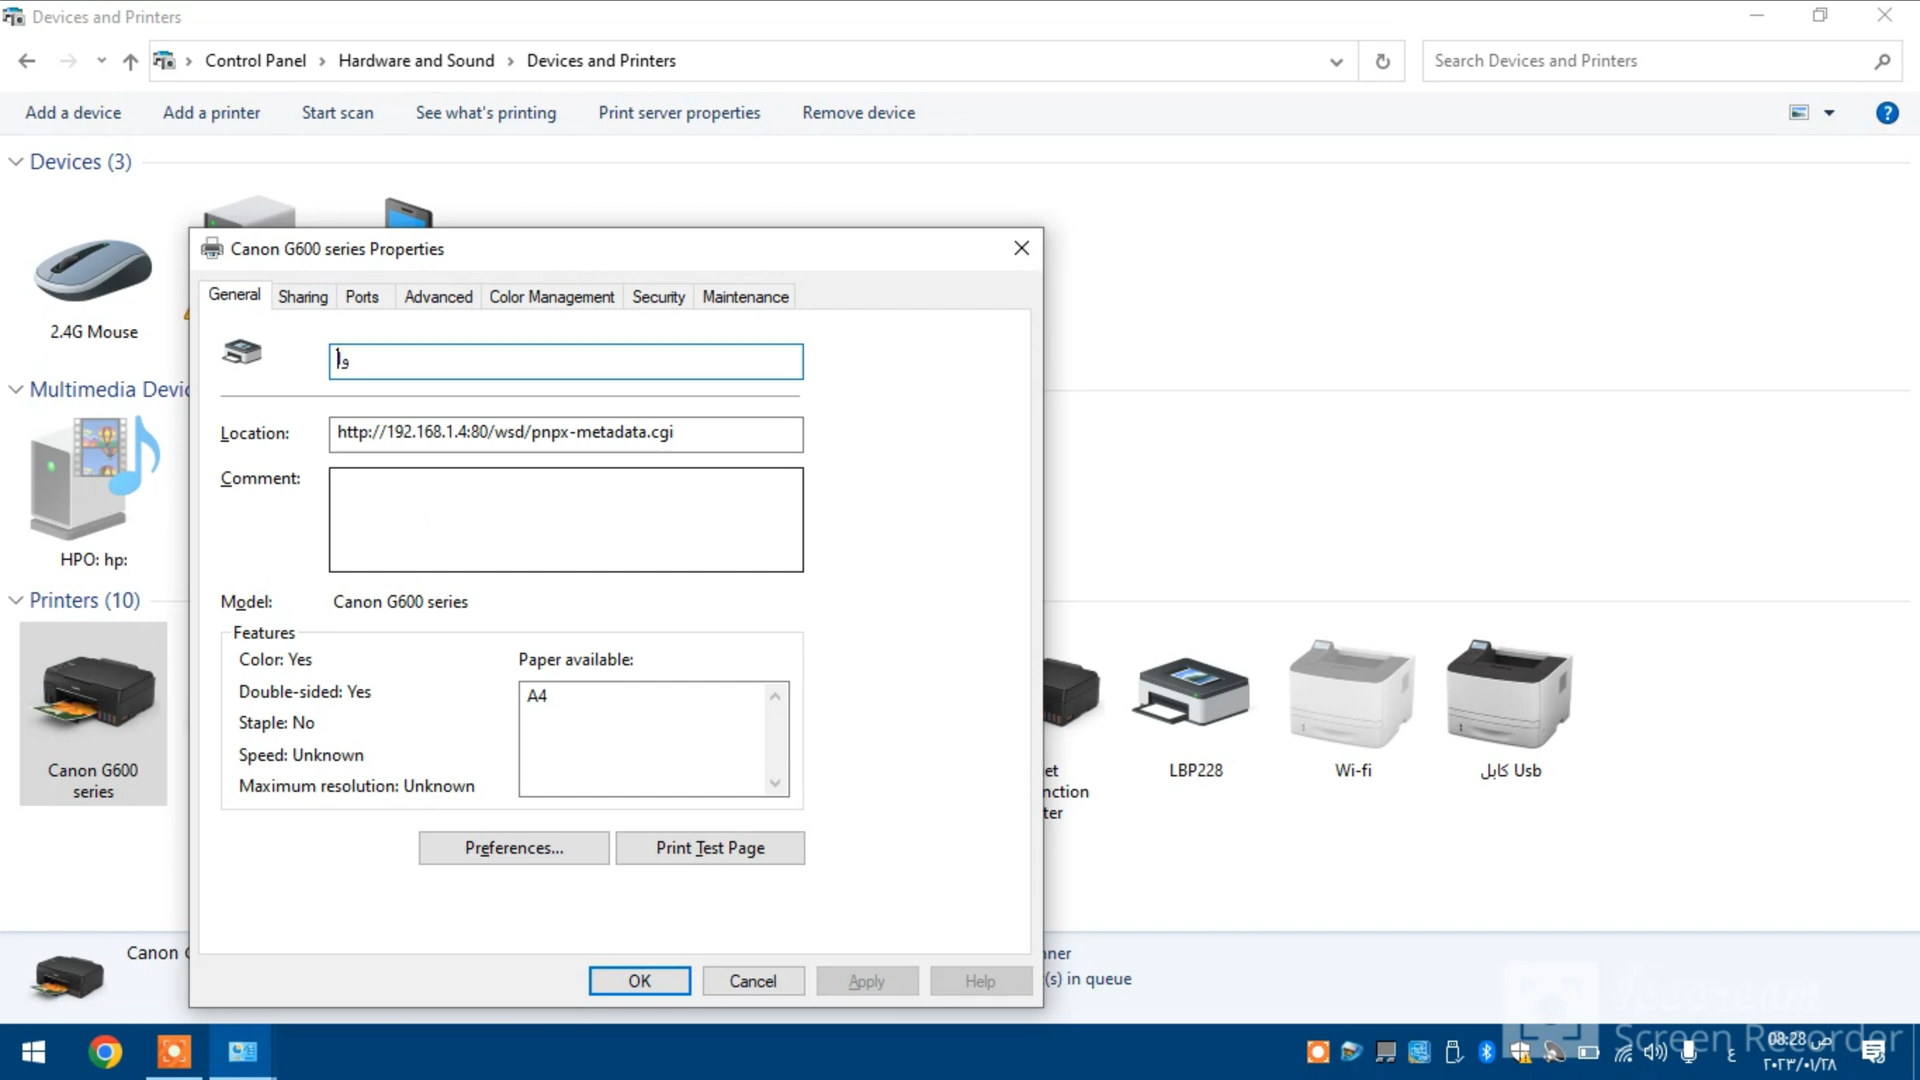 Devices and Printers
Control Panel > Hardware and Sound > Devices and Printers
Search Devices and Printers
Add a device
Add a printer
Start scan
See what's printing
Print server properties
Remove device
Devices (3)
2.4G Mouse
Multimedia Devic
HPO: hp:
Printers (10)
Canon G600
series
et
nction
ter
LBP228
Wi-fi
كابل Usb
Canon G600 series Properties
General
Sharing
Ports
Advanced
Color Management
Security
Maintenance
Location:
http://192.168.1.4:80/wsd/pnpx-metadata.cgi
Comment:
Model:
Canon G600 series
Features
Color: Yes
Double-sided: Yes
Staple: No
Speed: Unknown
Maximum resolution: Unknown
Paper available:
A4
Preferences...
Print Test Page
OK
Cancel
Apply
Help
Canon
nner
(s) in queue
Icecream
Screen Recorder
ع
08:28 ص
٢٠٢٣/٠١/٢٨